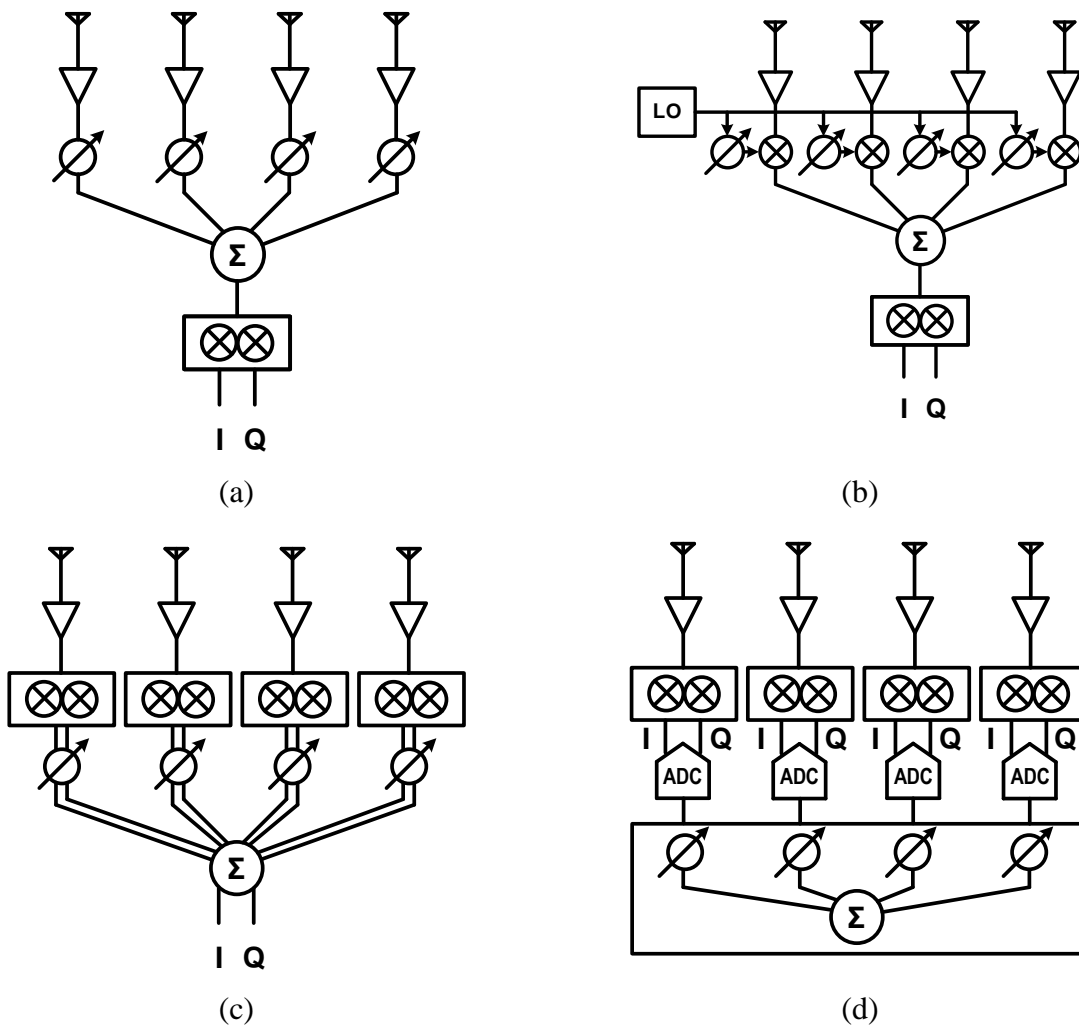 LO
Σ
Σ
I Q
I Q
(a)
(b)
I Q I Q I Q I Q
ADC ADC ADC ADC
Σ
Σ
I Q
(c)
(d)